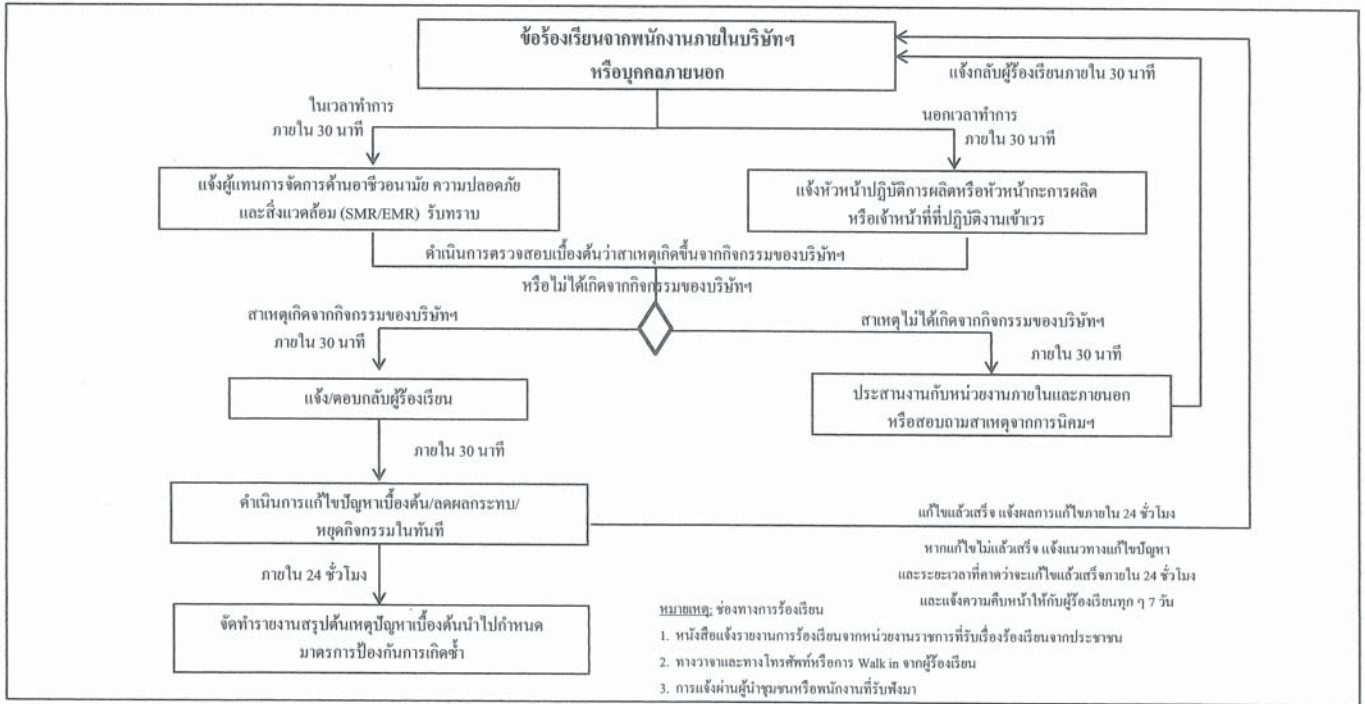 ข้อร้องเรียนจากพนักงานภายในบริษัทฯ
หรือบุคคลภายนอก
แจ้งกลับผู้ร้องเรียนภายใน 30 นาที
ในเวลาทำการ
ภายใน 30 นาที
นอกเวลาทำการ
ภายใน 30 นาที
แจ้งผู้แทนการจัดการด้านอาชีวอนามัย ความปลอดภัย
และสิ่งแวดล้อม (SMR/EMR) รับทราบ
แจ้งหัวหน้าปฏิบัติการผลิตหรือหัวหน้ากะการผลิต
หรือเจ้าหน้าที่ที่ปฏิบัติงานเข้าเวร
ดำเนินการตรวจสอบเบื้องต้นว่าสาเหตุเกิดขึ้นจากกิจกรรมของบริษัทฯ
หรือไม่ได้เกิดจากกิจกรรมของบริษัทฯ
สาเหตุเกิดจากกิจกรรมของบริษัทฯ
ภายใน 30 นาที
สาเหตุไม่ได้เกิดจากกิจกรรมของบริษัทฯ
ภายใน 30 นาที
แจ้ง/ตอบกลับผู้ร้องเรียน
ประสานงานกับหน่วยงานภายในและภายนอก
หรือสอบถามสาเหตุจากการนิคมฯ
ภายใน 30 นาที
ดำเนินการแก้ไขปัญหาเบื้องต้น/ลดผลกระทบ/
หยุดกิจกรรมในทันที
แก้ไขแล้วเสร็จ แจ้งผลการแก้ไขภายใน 24 ชั่วโมง
หากแก้ไขไม่แล้วเสร็จ แจ้งแนวทางแก้ไขปัญหา
และระยะเวลาที่คาดว่าจะแก้ไขแล้วเสร็จภายใน 24 ชั่วโมง
และแจ้งความคืบหน้าให้กับผู้ร้องเรียนทุก ๆ 7 วัน
ภายใน 24 ชั่วโมง
จัดทำรายงานสรุปต้นเหตุปัญหาเบื้องต้นนำไปกำหนด
มาตรการป้องกันการเกิดซ้ำ
หมายเหตุ: ช่องทางการร้องเรียน
1. หนังสือแจ้งรายงานการร้องเรียนจากหน่วยงานราชการที่รับเรื่องร้องเรียนจากประชาชน
2. ทางวาจาและทางโทรศัพท์หรือการ Walk in จากผู้ร้องเรียน
3. การแจ้งผ่านผู้นำชุมชนหรือพนักงานที่รับฟังมา